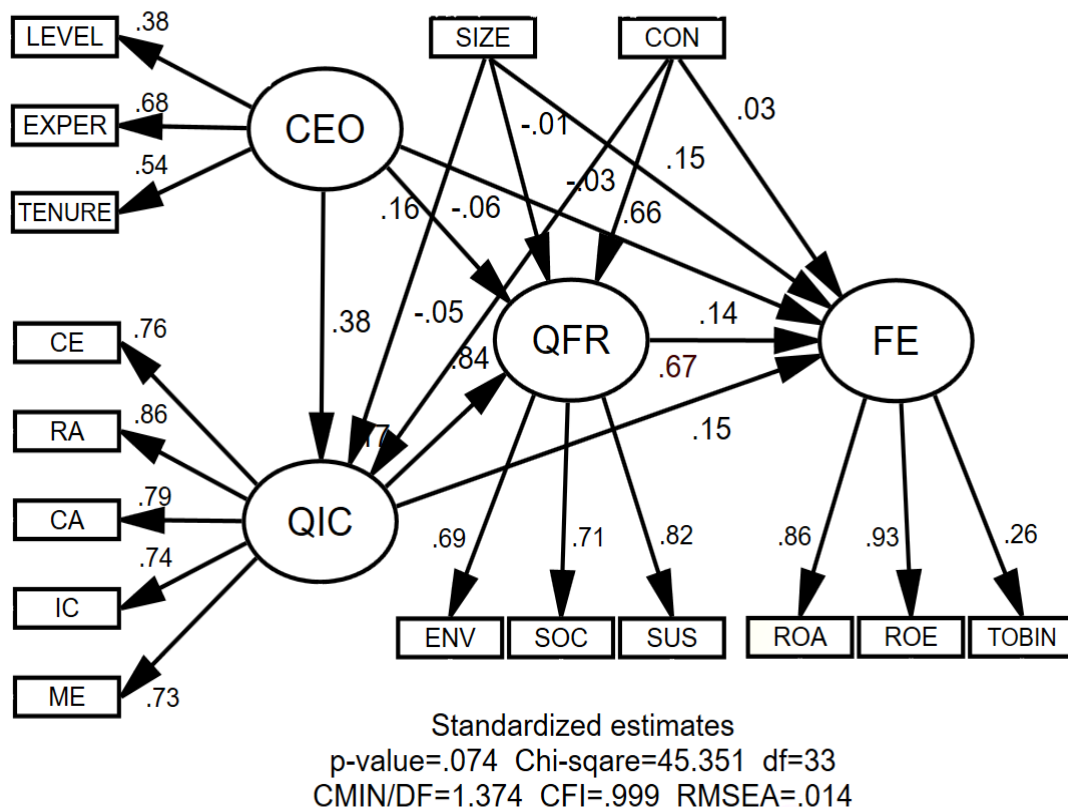 .38
LEVEL
SIZE
CON
.68
EXPER
CEO
-.01
.03
.54
TENURE
.15
-.03
.16
-.06
.66
.38
-.05
.14
.76
CE
QFR
FE
.84
.67
.86
RA
.15
.79
CA
QIC
.74
.69
.71
.82
.86
.93
.26
IC
ENV
SOC
SUS
ROA
ROE
TOBIN
ME
.73
Standardized estimates
p-value=.074 Chi-sqare=45.351 df=33
CMIN/DF=1.374 CFI=.999 RMSEA=.014